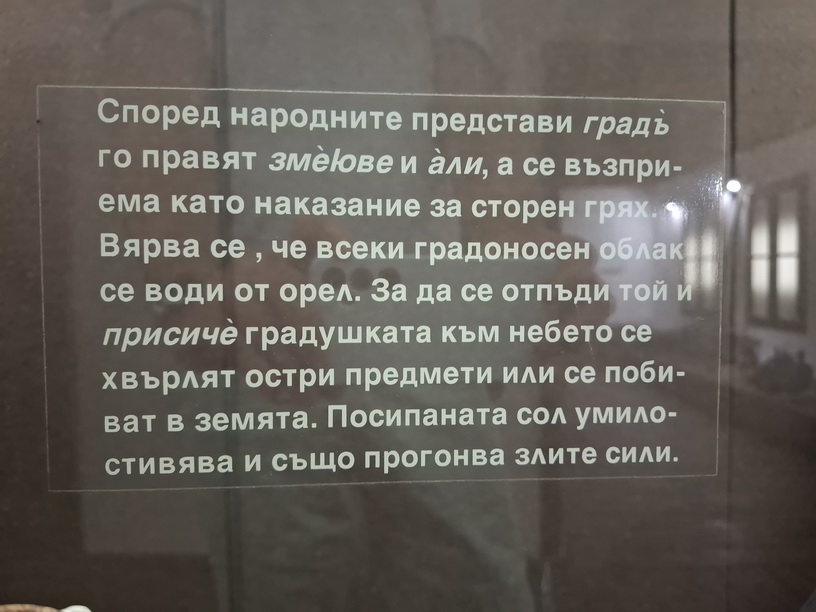 Според народните представи градъ̀
го правят змѐюве и а̀ли, а се възпри-
ема като наказание за сторен грях.
Вярва се , че всеки градоносен облак
се води от орел. За да се отпъди той и
присичѐ градушката към небето се
хвърлят остри предмети или се поби-
ват в земята. Посипаната сол умило-
стивява и също прогонва злите сили.